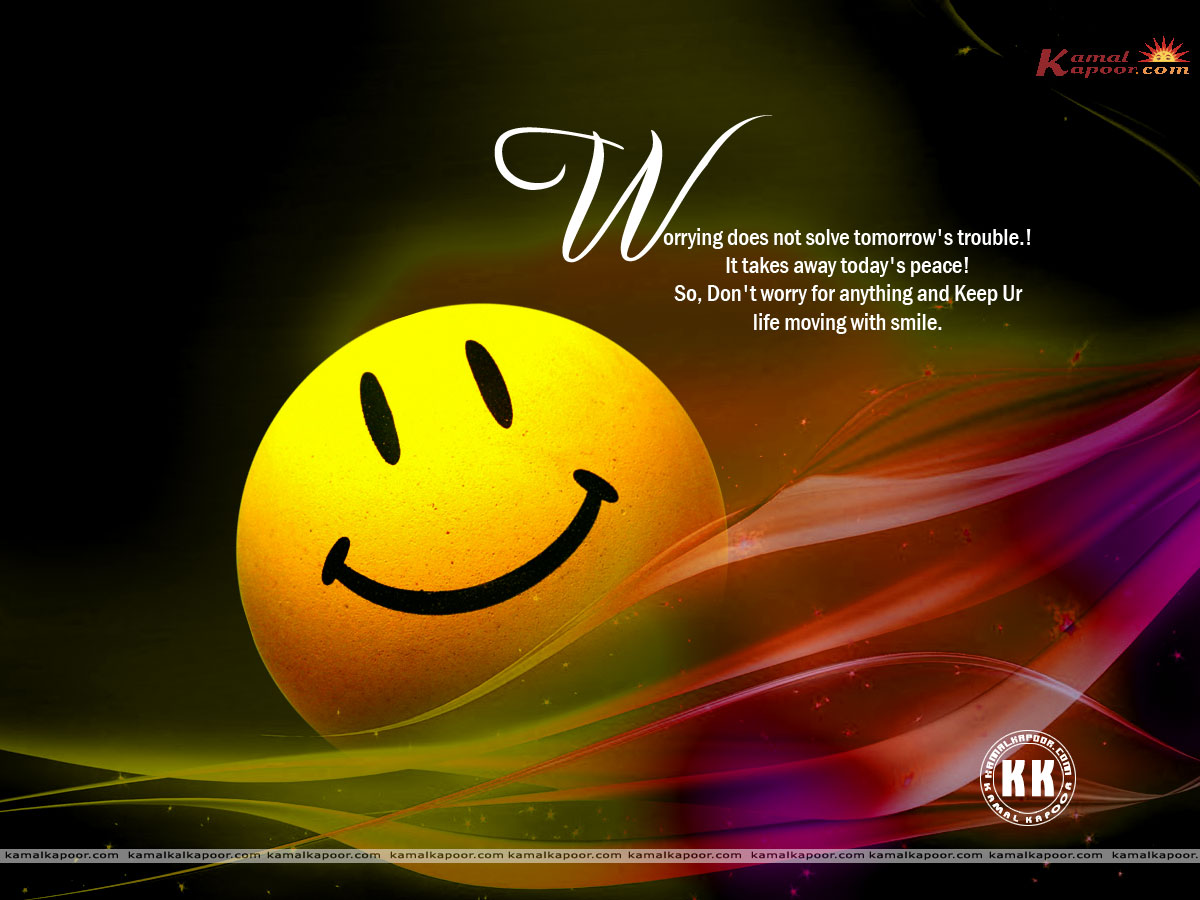 Kamal
Kapoor.com
Worrying does not solve tomorrow's trouble.!
It takes away today's peace!
So, Don't worry for anything and Keep Ur
life moving with smile.
KAMALKAPOOR.COM
KK
KAMAL KAPOOR
kamalkapoor.com kamalkalkapoor.com kamalkapoor.com kamalkapoor.com kamalkapoor.com kamalkapoor.com kamalkapoor.com kamalkapoor.com kamalkapoor.com kamalkapoor.com